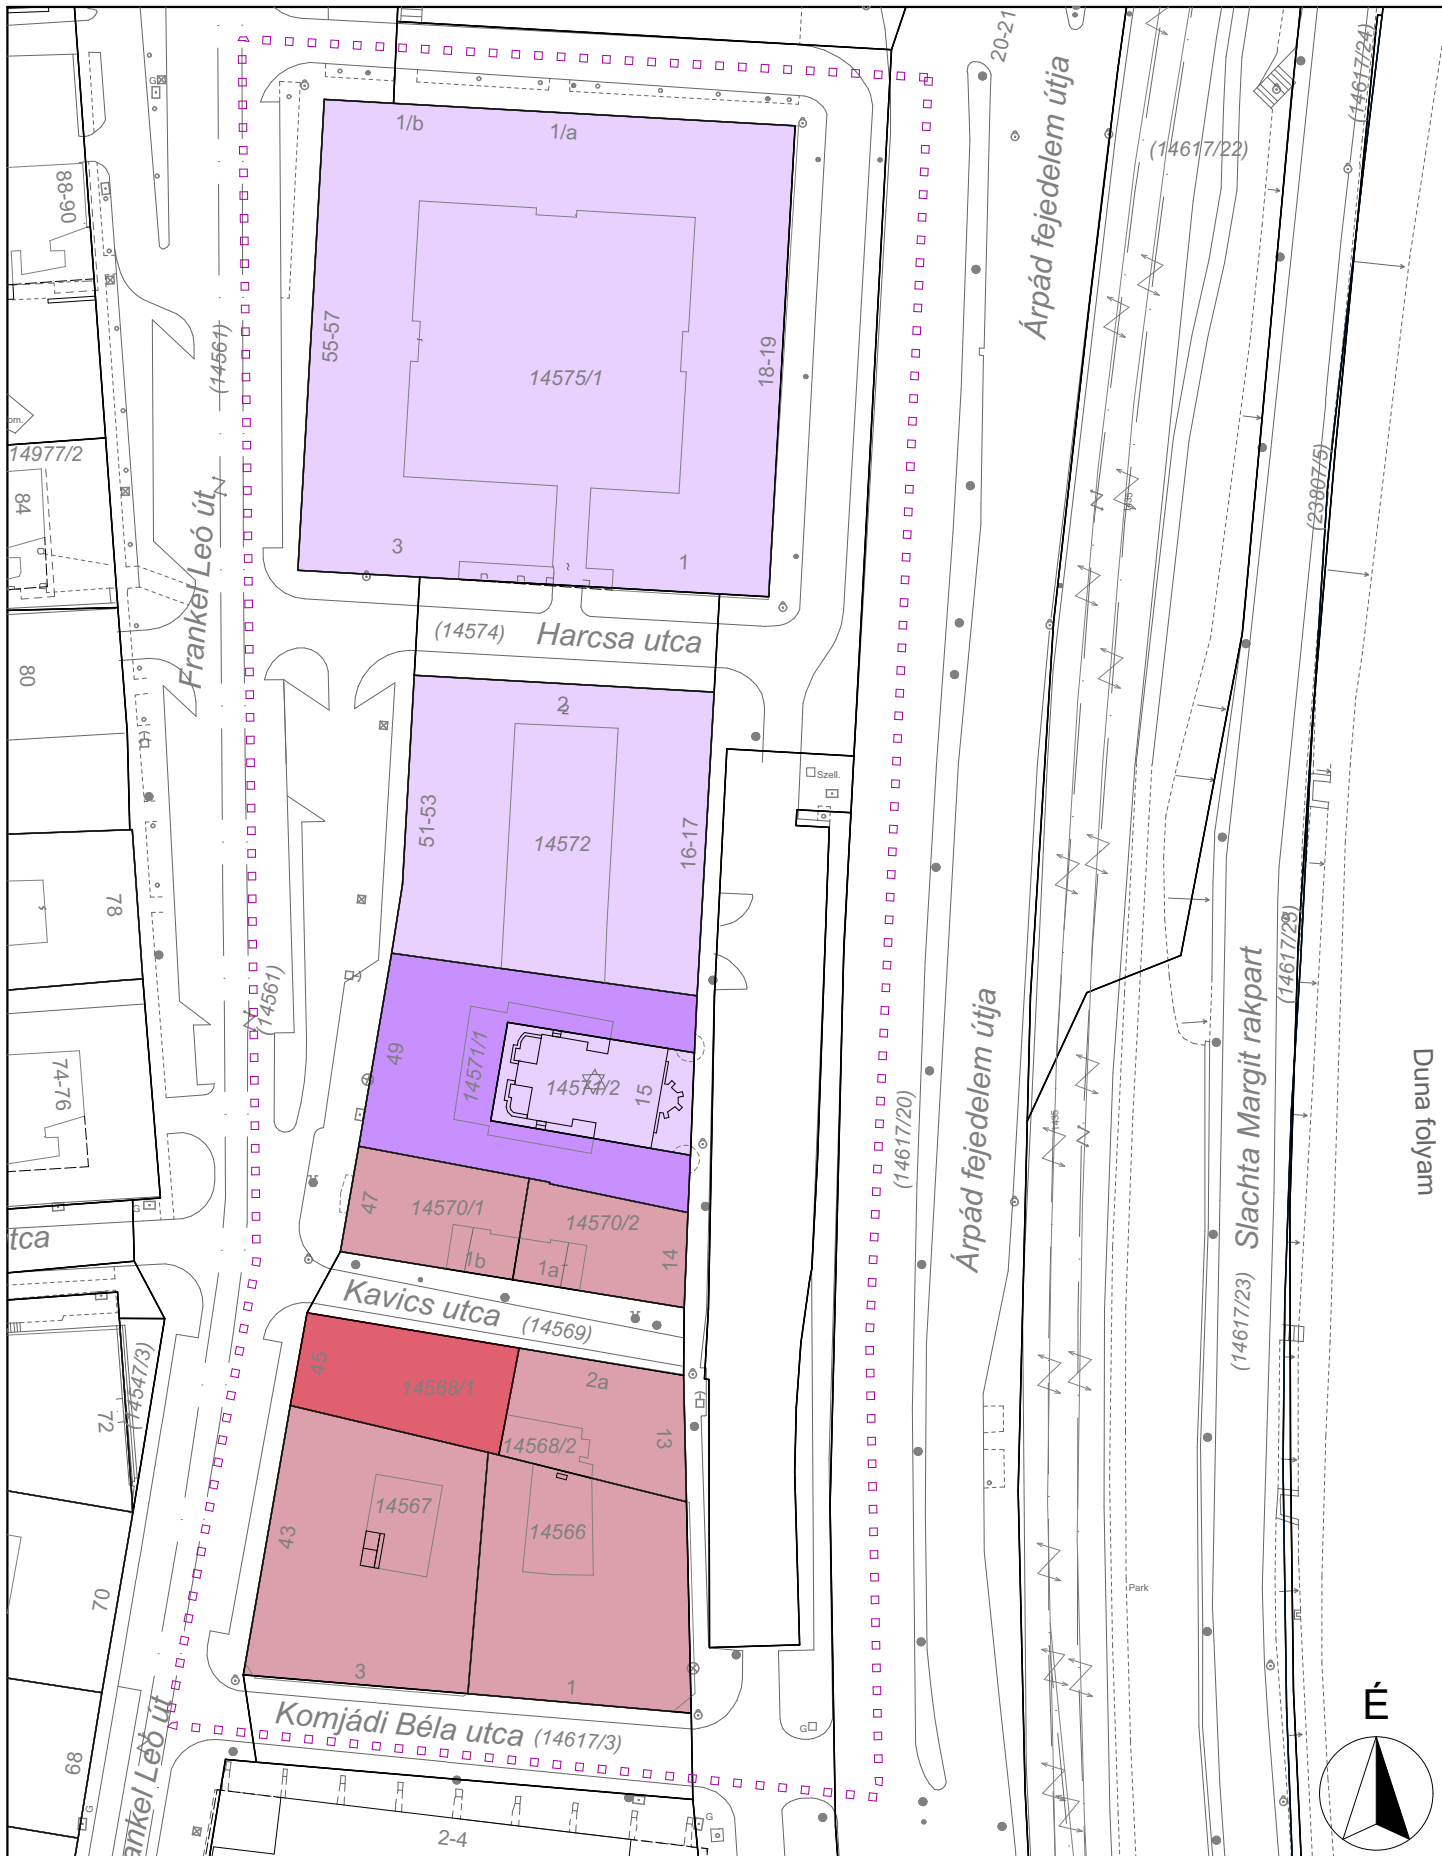 20-21
(14617/24)
G
1/b
1/a
Árpád fejedelem útja
(14617/22)
88-90
(14561)
55-57
18-19
14575/1
14977/2
84
(23807/5)
1435
Frankel Leó út
3
1
(14574)
Harcsa utca
80
2
2
Szell.
51-53
14572
16-17
78
(14561)
49
14571/1
14571/2
15
74-76
(14617/25)
Slachta Margit rakpart
Duna folyam
(14617/20)
Árpád fejedelem útja
1435
47
14570/1
14570/2
14
1b
1a
G
tca
Kavics utca
(14569)
(14617/23)
(14547/3)
72
45
14568/1
2a
13
14568/2
14567
14566
43
70
Park
3
1
Komjádi Béla utca
(14617/3)
G
É
68
ankel Leó út
G
2-4
G